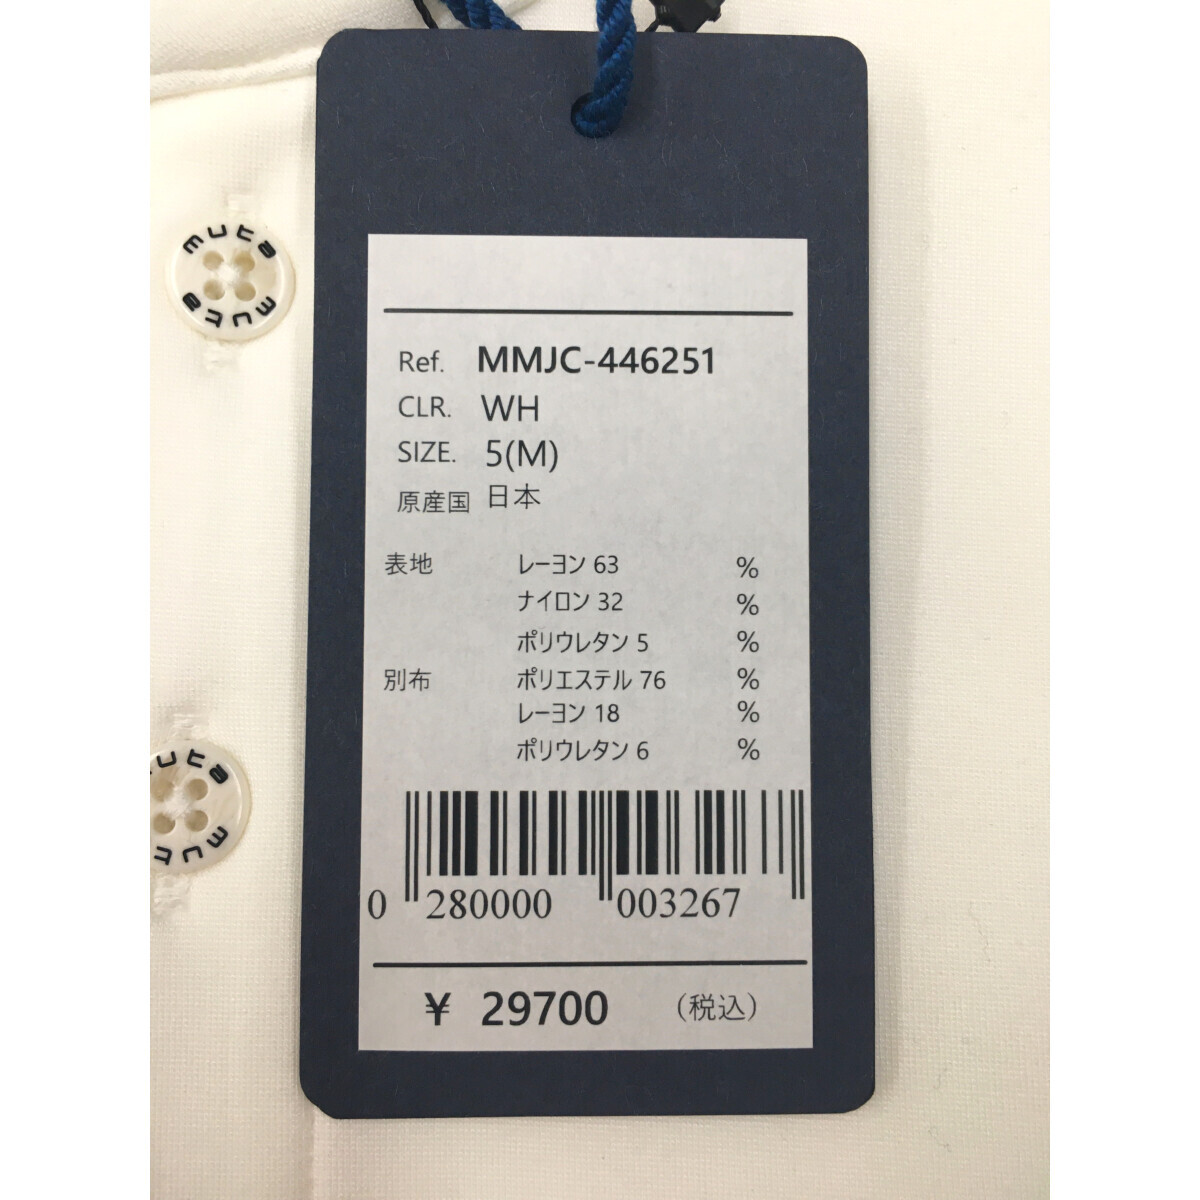 muta
muta
muta
mut
Ref. MMJC-446251
CLR. WH
SIZE. 5(M)
原産国 日本
表地 レーヨン 63 %
ナイロン 32 %
ポリウレタン 5 %
別布 ポリエステル 76 %
レーヨン 18 %
ポリウレタン 6 %
0 280000 003267
¥ 29700 (税込)